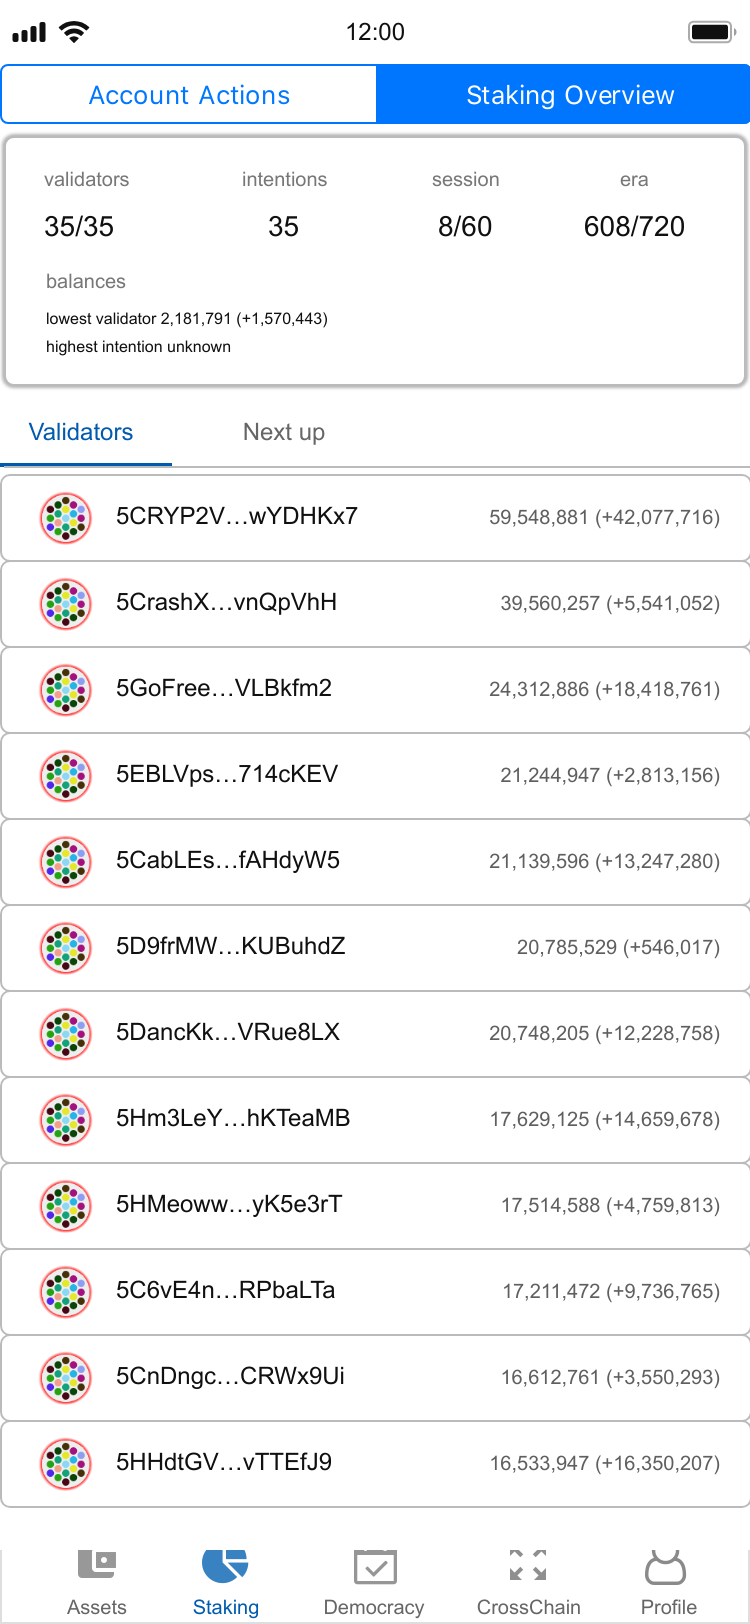 12:00
Account Actions Staking Overview
validators intentions session era
35/35 35 8/60 608/720
balances
lowest validator 2,181,791 (+1,570,443)
highest intention unknown
Validators Next up
5CRYP2V...wYDHKx7 59,548,881 (+42,077,716)
5CrashX...vnQpVhH 39,560,257 (+5,541,052)
5GoFree...VLBkfm2 24,312,886 (+18,418,761)
5EBLVps...714cKEV 21,244,947 (+2,813,156)
5CabLEs...fAHdyW5 21,139,596 (+13,247,280)
5D9frMW...KUBuhdZ 20,785,529 (+546,017)
5DancKk...VRue8LX 20,748,205 (+12,228,758)
5Hm3LeY...hKTeaMB 17,629,125 (+14,659,678)
5HMeoww...yK5e3rT 17,514,588 (+4,759,813)
5C6vE4n...RPbaLTa 17,211,472 (+9,736,765)
5CnDngc...CRWx9Ui 16,612,761 (+3,550,293)
5HHdtGV...vTTEfJ9 16,533,947 (+16,350,207)
Assets Staking Democracy CrossChain Profile